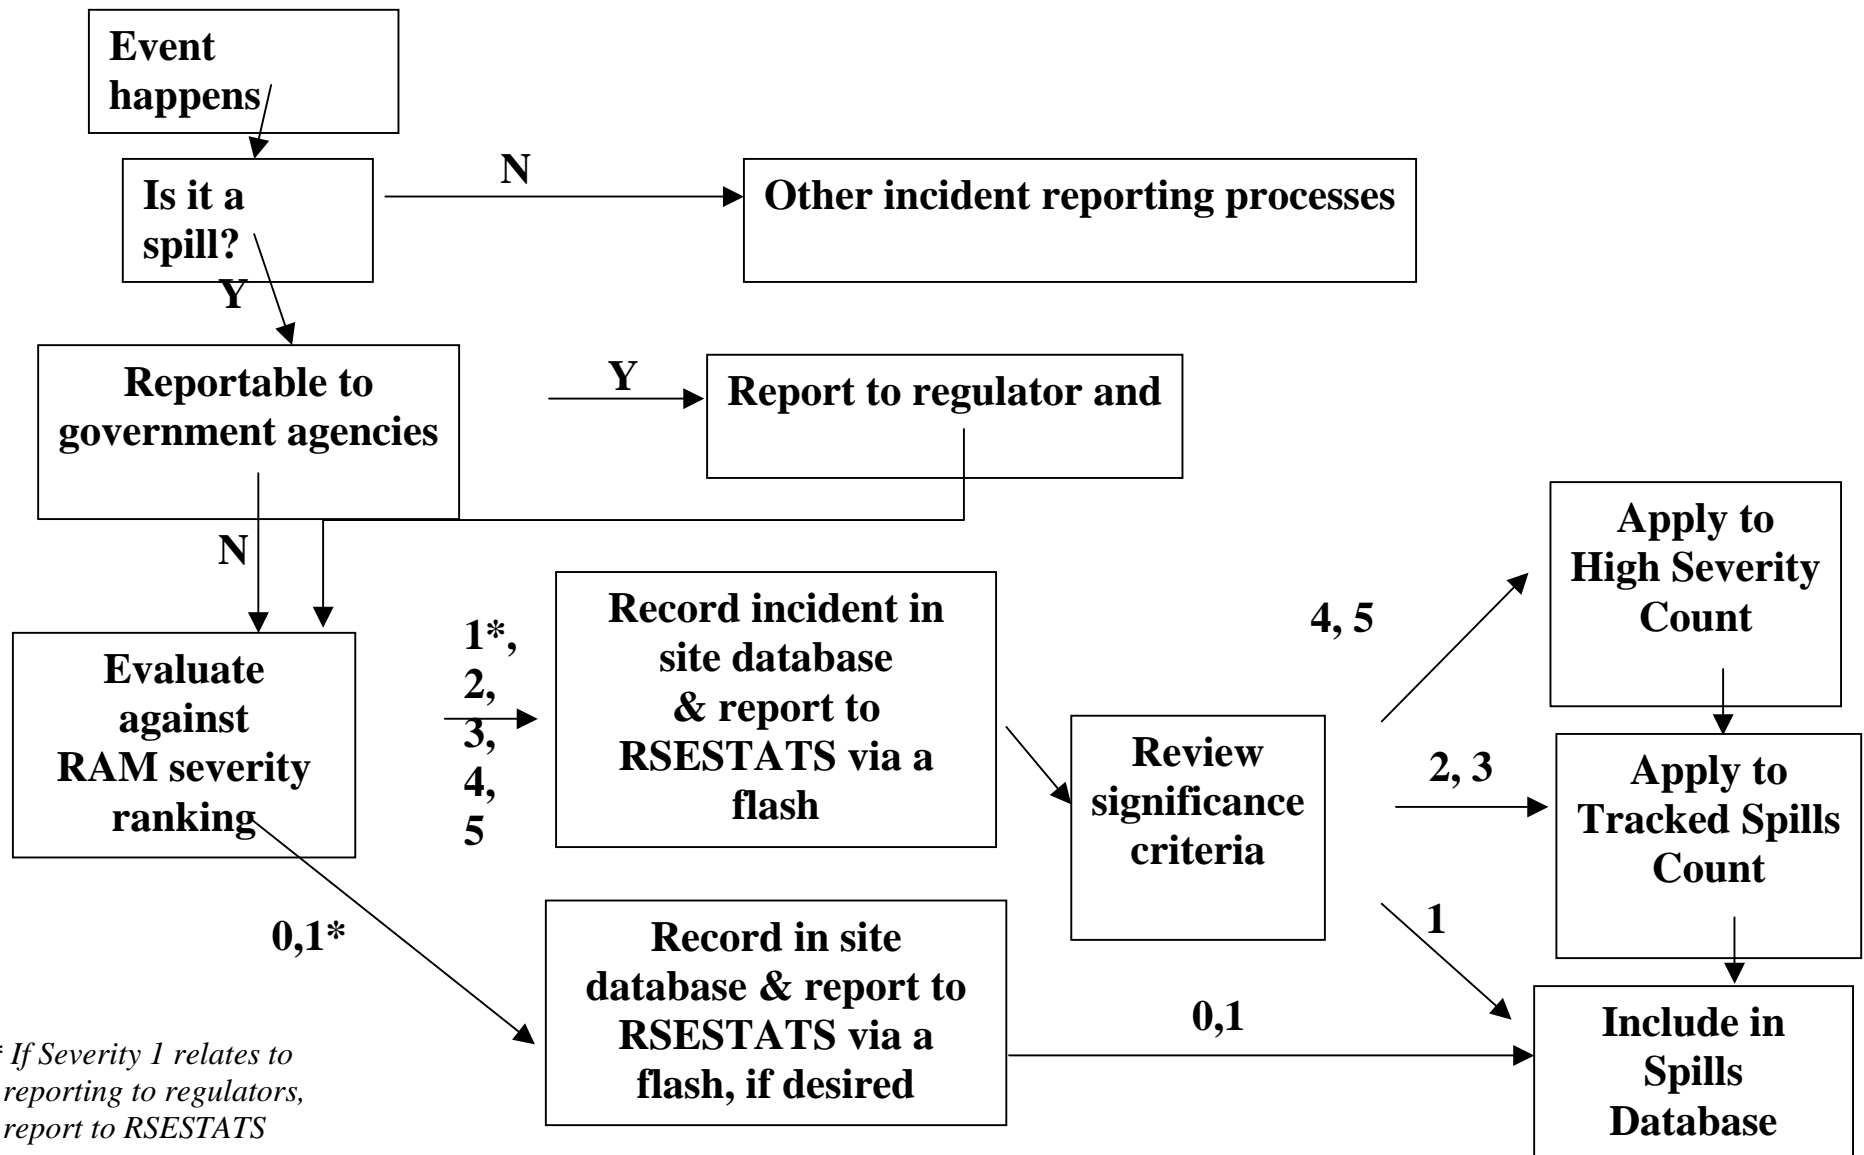 Event
happens
Is it a
spill?
N
Other incident reporting processes
Y
Reportable to
government agencies
Y
Report to regulator and
N
Evaluate
against
RAM severity
ranking
1*,
2,
3,
4,
5
Record incident in
site database
& report to
RSESTATS via a
flash
Review
significance
criteria
4, 5
Apply to
High Severity
Count
2, 3
Apply to
Tracked Spills
Count
1
0,1*
Record in site
database & report to
RSESTATS via a
flash, if desired
0,1
Include in
Spills
Database
* If Severity 1 relates to
reporting to regulators,
report to RSESTATS